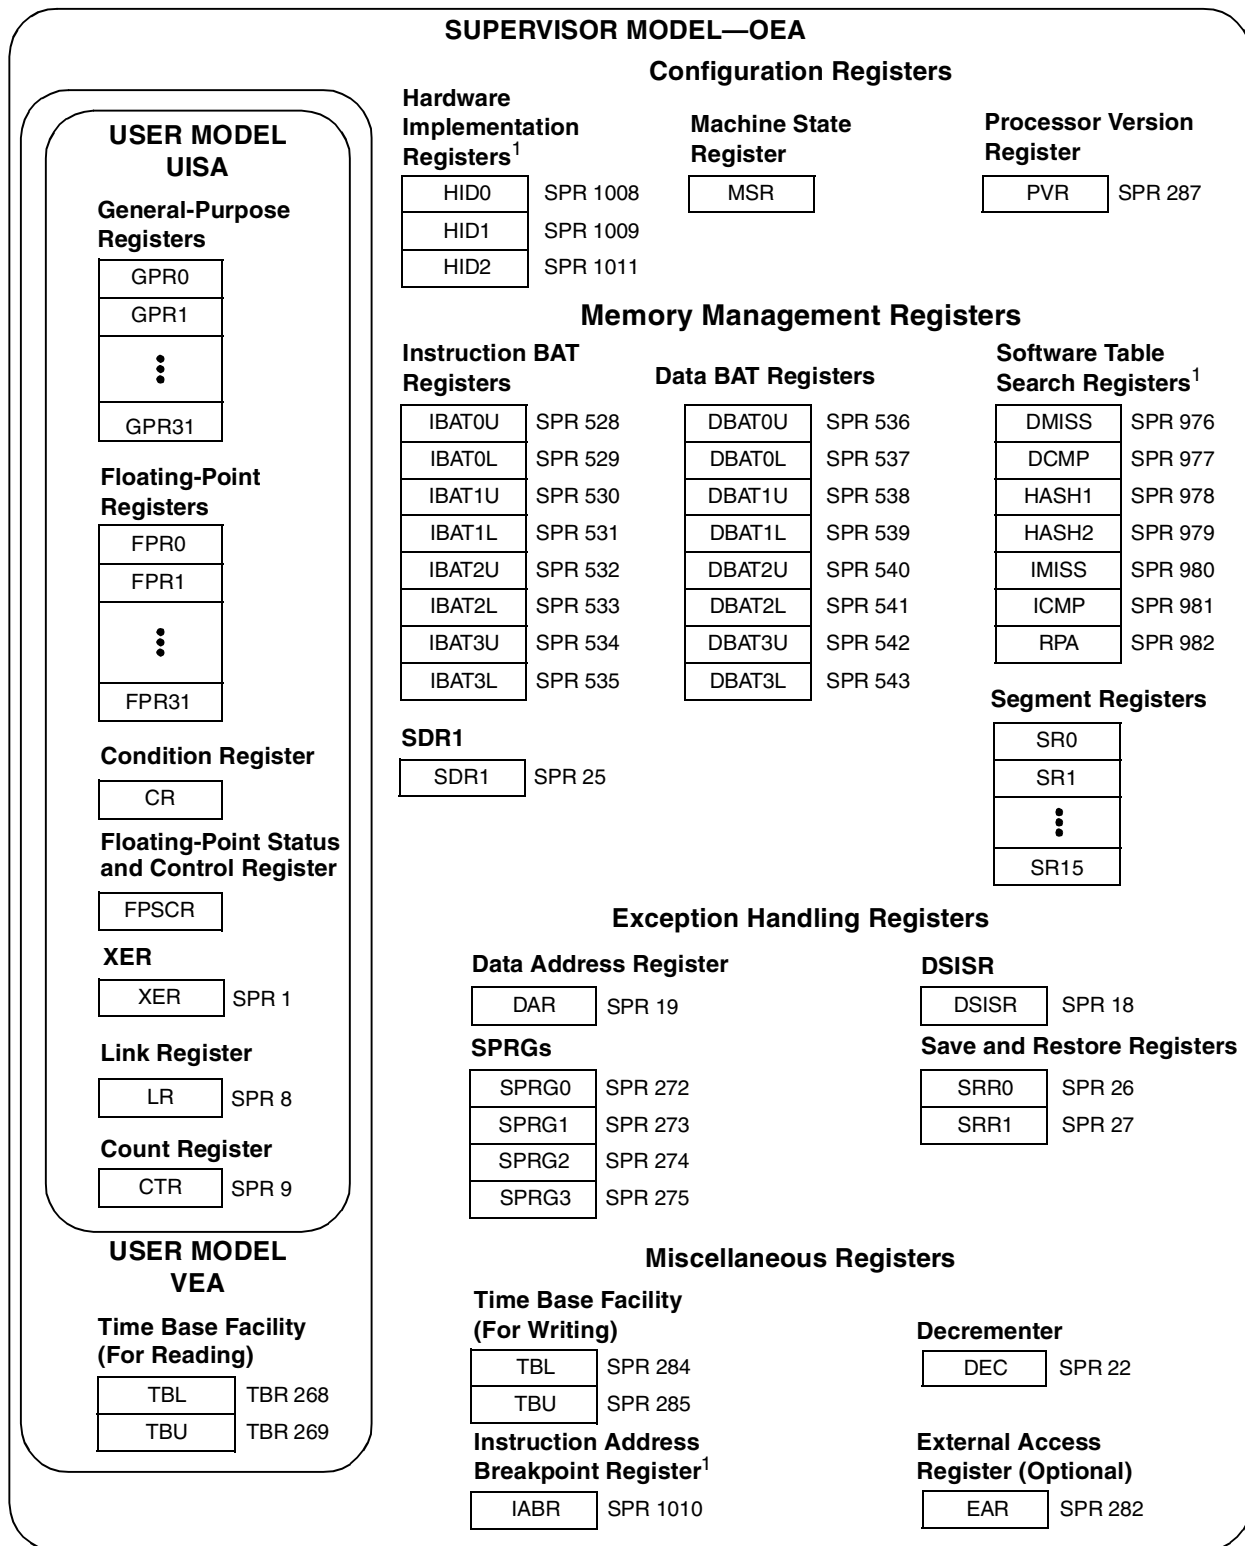 SUPERVISOR MODEL—OEA
USER MODEL
UISA
General-Purpose
Registers
GPR0
GPR1
GPR31
Floating-Point
Registers
FPR0
FPR1
FPR31
Condition Register
CR
Floating-Point Status
and Control Register
FPSCR
XER
XER SPR 1
Link Register
LR SPR 8
Count Register
CTR SPR 9
USER MODEL
VEA
Time Base Facility
(For Reading)
TBL TBR 268
TBU TBR 269
Configuration Registers
Hardware
Implementation
Registers1
HID0 SPR 1008
HID1 SPR 1009
HID2 SPR 1011
Machine State
Register
MSR
Processor Version
Register
PVR SPR 287
Memory Management Registers
Instruction BAT
Registers
IBAT0U SPR 528
IBAT0L SPR 529
IBAT1U SPR 530
IBAT1L SPR 531
IBAT2U SPR 532
IBAT2L SPR 533
IBAT3U SPR 534
IBAT3L SPR 535
Data BAT Registers
DBAT0U SPR 536
DBAT0L SPR 537
DBAT1U SPR 538
DBAT1L SPR 539
DBAT2U SPR 540
DBAT2L SPR 541
DBAT3U SPR 542
DBAT3L SPR 543
Software Table
Search Registers1
DMISS SPR 976
DCMP SPR 977
HASH1 SPR 978
HASH2 SPR 979
IMISS SPR 980
ICMP SPR 981
RPA SPR 982
SDR1
SDR1 SPR 25
Segment Registers
SR0
SR1
SR15
Exception Handling Registers
Data Address Register
DAR SPR 19
DSISR
DSISR SPR 18
SPRGs
SPRG0 SPR 272
SPRG1 SPR 273
SPRG2 SPR 274
SPRG3 SPR 275
Save and Restore Registers
SRR0 SPR 26
SRR1 SPR 27
Miscellaneous Registers
Time Base Facility
(For Writing)
TBL SPR 284
TBU SPR 285
Decrementer
DEC SPR 22
Instruction Address
Breakpoint Register1
IABR SPR 1010
External Access
Register (Optional)
EAR SPR 282